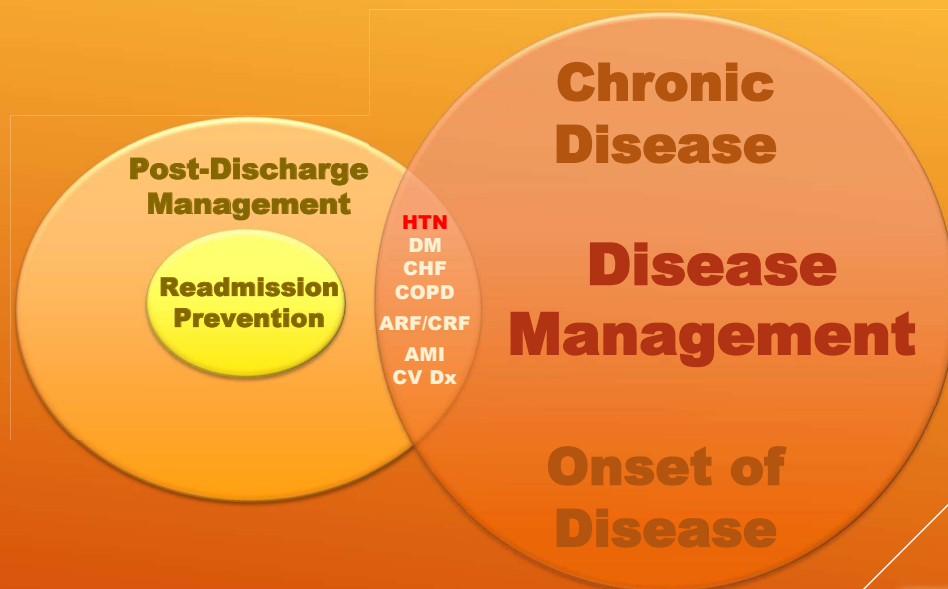 Post-Discharge
Management
Readmission
Prevention
HTN
DM
CHF
COPD
ARF/CRF
AMI
CV Dx
Chronic
Disease
Disease
Management
Onset of
Disease